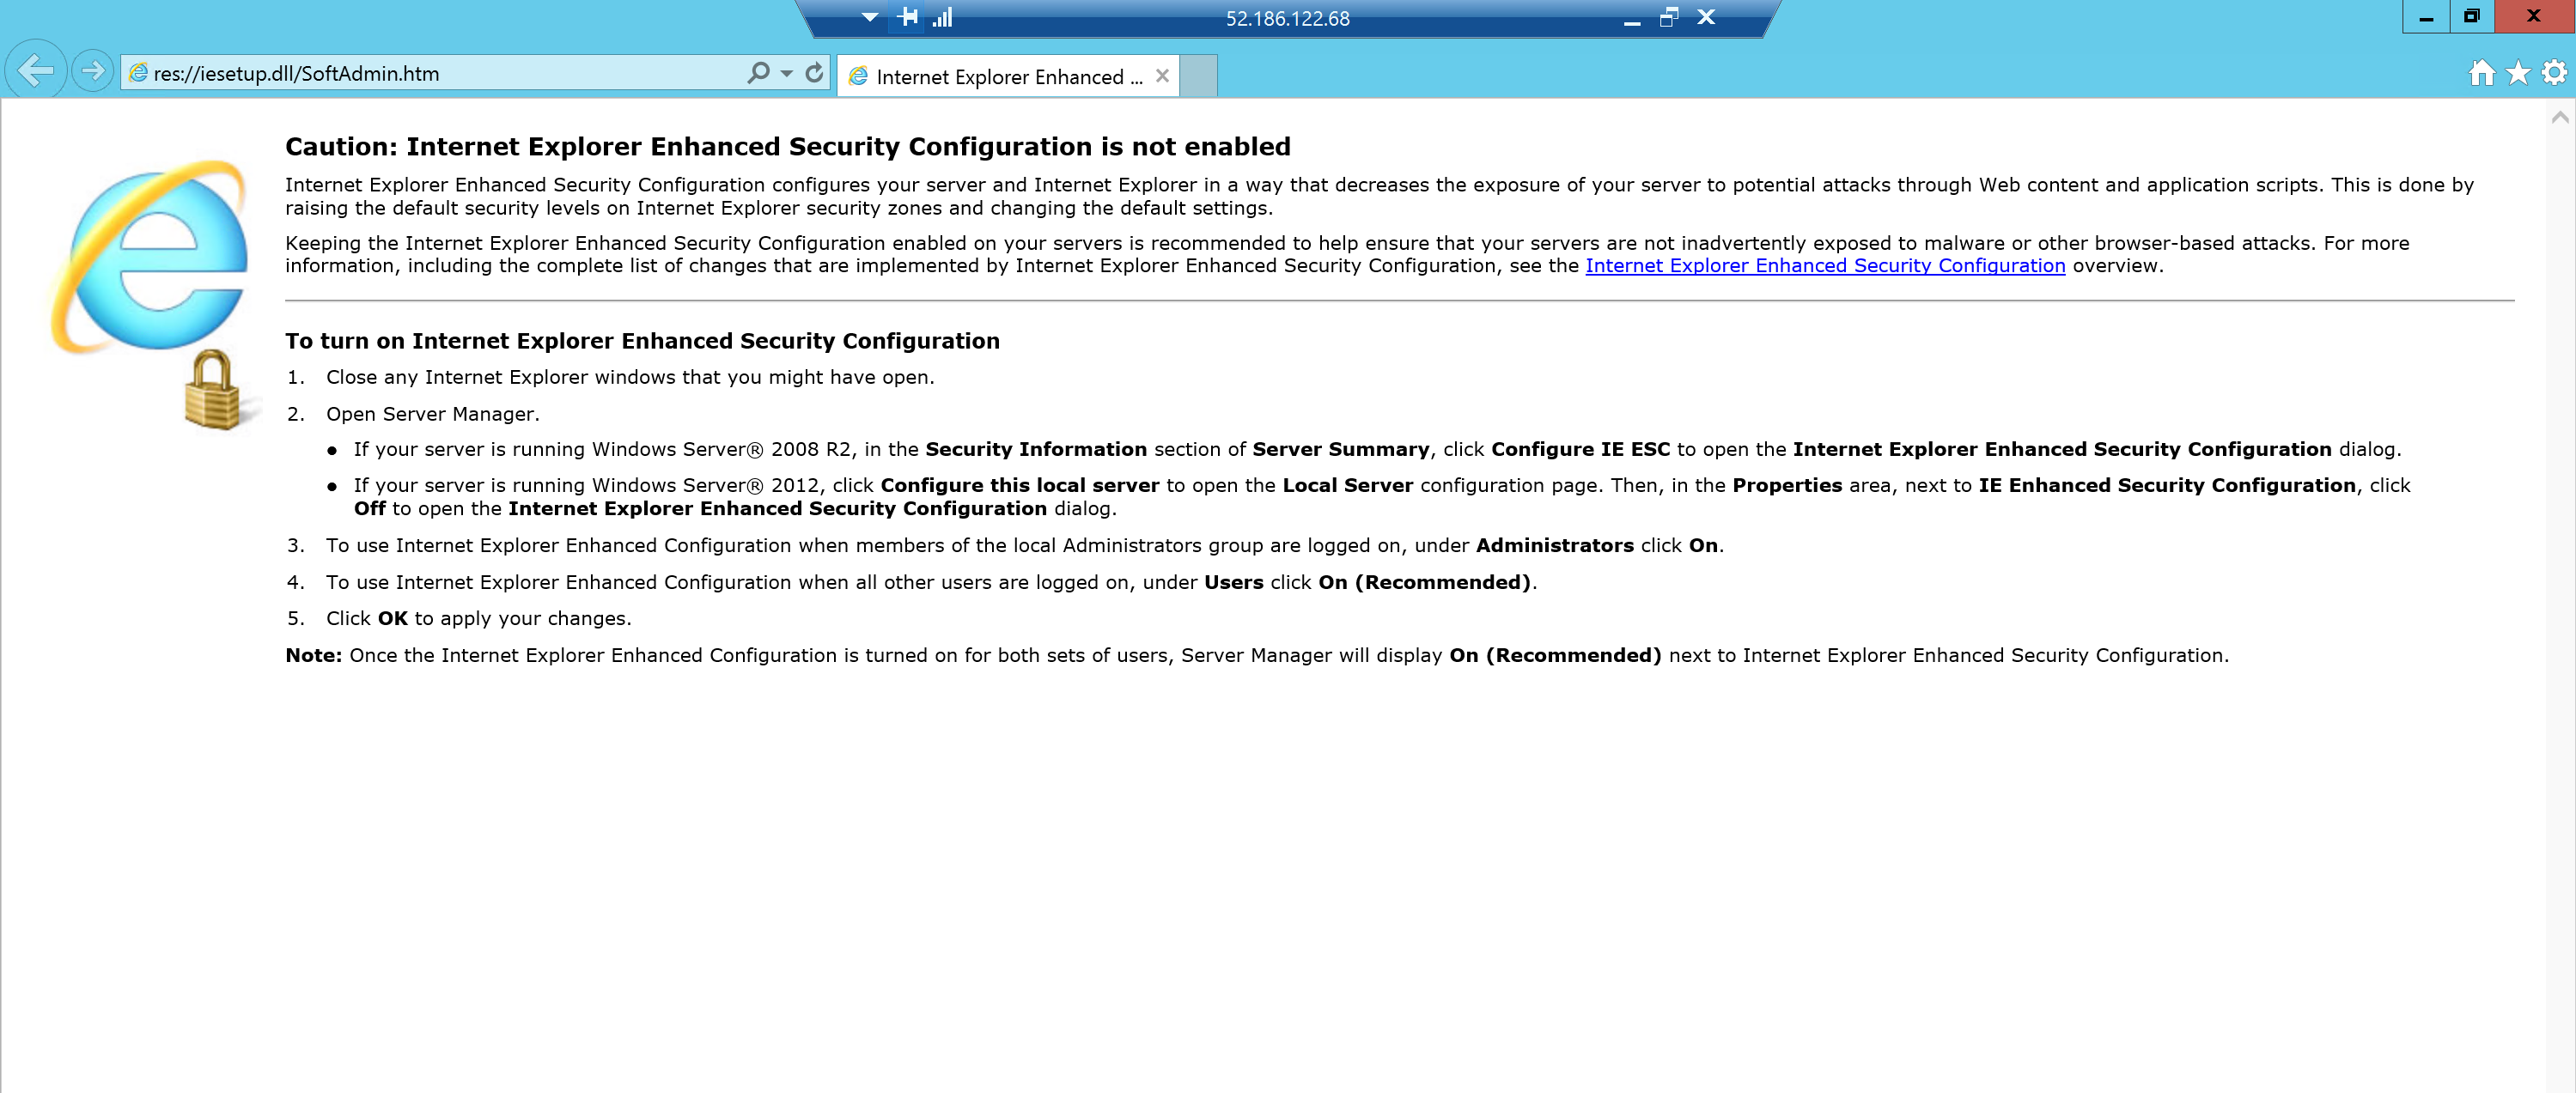 52.186.122.68
res://iesetup.dll/SoftAdmin.htm
Internet Explorer Enhanced ...
Caution: Internet Explorer Enhanced Security Configuration is not enabled
Internet Explorer Enhanced Security Configuration configures your server and Internet Explorer in a way that decreases the exposure of your server to potential attacks through Web content and application scripts. This is done by
raising the default security levels on Internet Explorer security zones and changing the default settings.
Keeping the Internet Explorer Enhanced Security Configuration enabled on your servers is recommended to help ensure that your servers are not inadvertently exposed to malware or other browser-based attacks. For more
information, including the complete list of changes that are implemented by Internet Explorer Enhanced Security Configuration, see the Internet Explorer Enhanced Security Configuration overview.
To turn on Internet Explorer Enhanced Security Configuration
1. Close any Internet Explorer windows that you might have open.
2. Open Server Manager.
● If your server is running Windows Server® 2008 R2, in the Security Information section of Server Summary, click Configure IE ESC to open the Internet Explorer Enhanced Security Configuration dialog.
● If your server is running Windows Server® 2012, click Configure this local server to open the Local Server configuration page. Then, in the Properties area, next to IE Enhanced Security Configuration, click
Off to open the Internet Explorer Enhanced Security Configuration dialog.
3. To use Internet Explorer Enhanced Configuration when members of the local Administrators group are logged on, under Administrators click On.
4. To use Internet Explorer Enhanced Configuration when all other users are logged on, under Users click On (Recommended).
5. Click OK to apply your changes.
Note: Once the Internet Explorer Enhanced Configuration is turned on for both sets of users, Server Manager will display On (Recommended) next to Internet Explorer Enhanced Security Configuration.